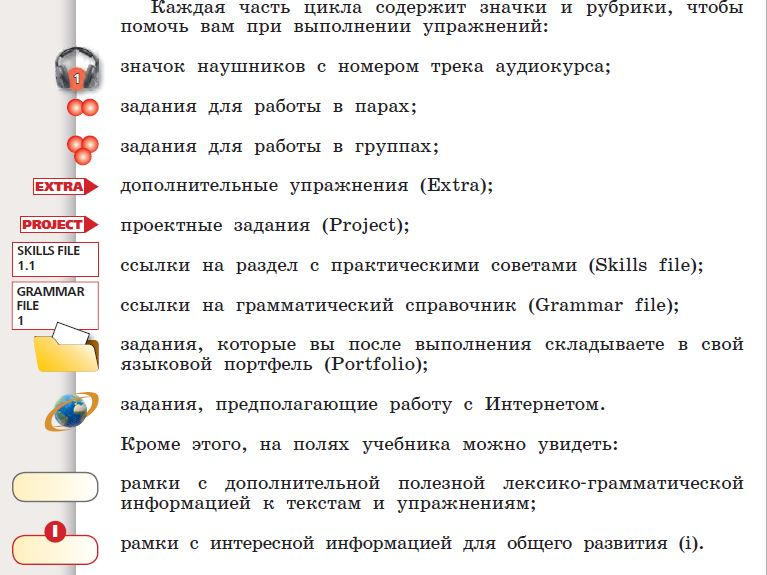 Каждая часть цикла содержит значки и рубрики, чтобы
помочь вам при выполнении упражнений:
1
значок наушников с номером трека аудиокурса;
задания для работы в парах;
задания для работы в группах;
EXTRA
дополнительные упражнения (Extra);
PROJECT
проектные задания (Project);
SKILLS FILE
1.1
ссылки на раздел с практическими советами (Skills file);
GRAMMAR
FILE
1
ссылки на грамматический справочник (Grammar file);
задания, которые вы после выполнения складываете в свой
языковой портфель (Portfolio);
задания, предполагающие работу с Интернетом.
Кроме этого, на полях учебника можно увидеть:
рамки с дополнительной полезной лексико-грамматической
информацией к текстам и упражнениям;
I
рамки с интересной информацией для общего развития (i).